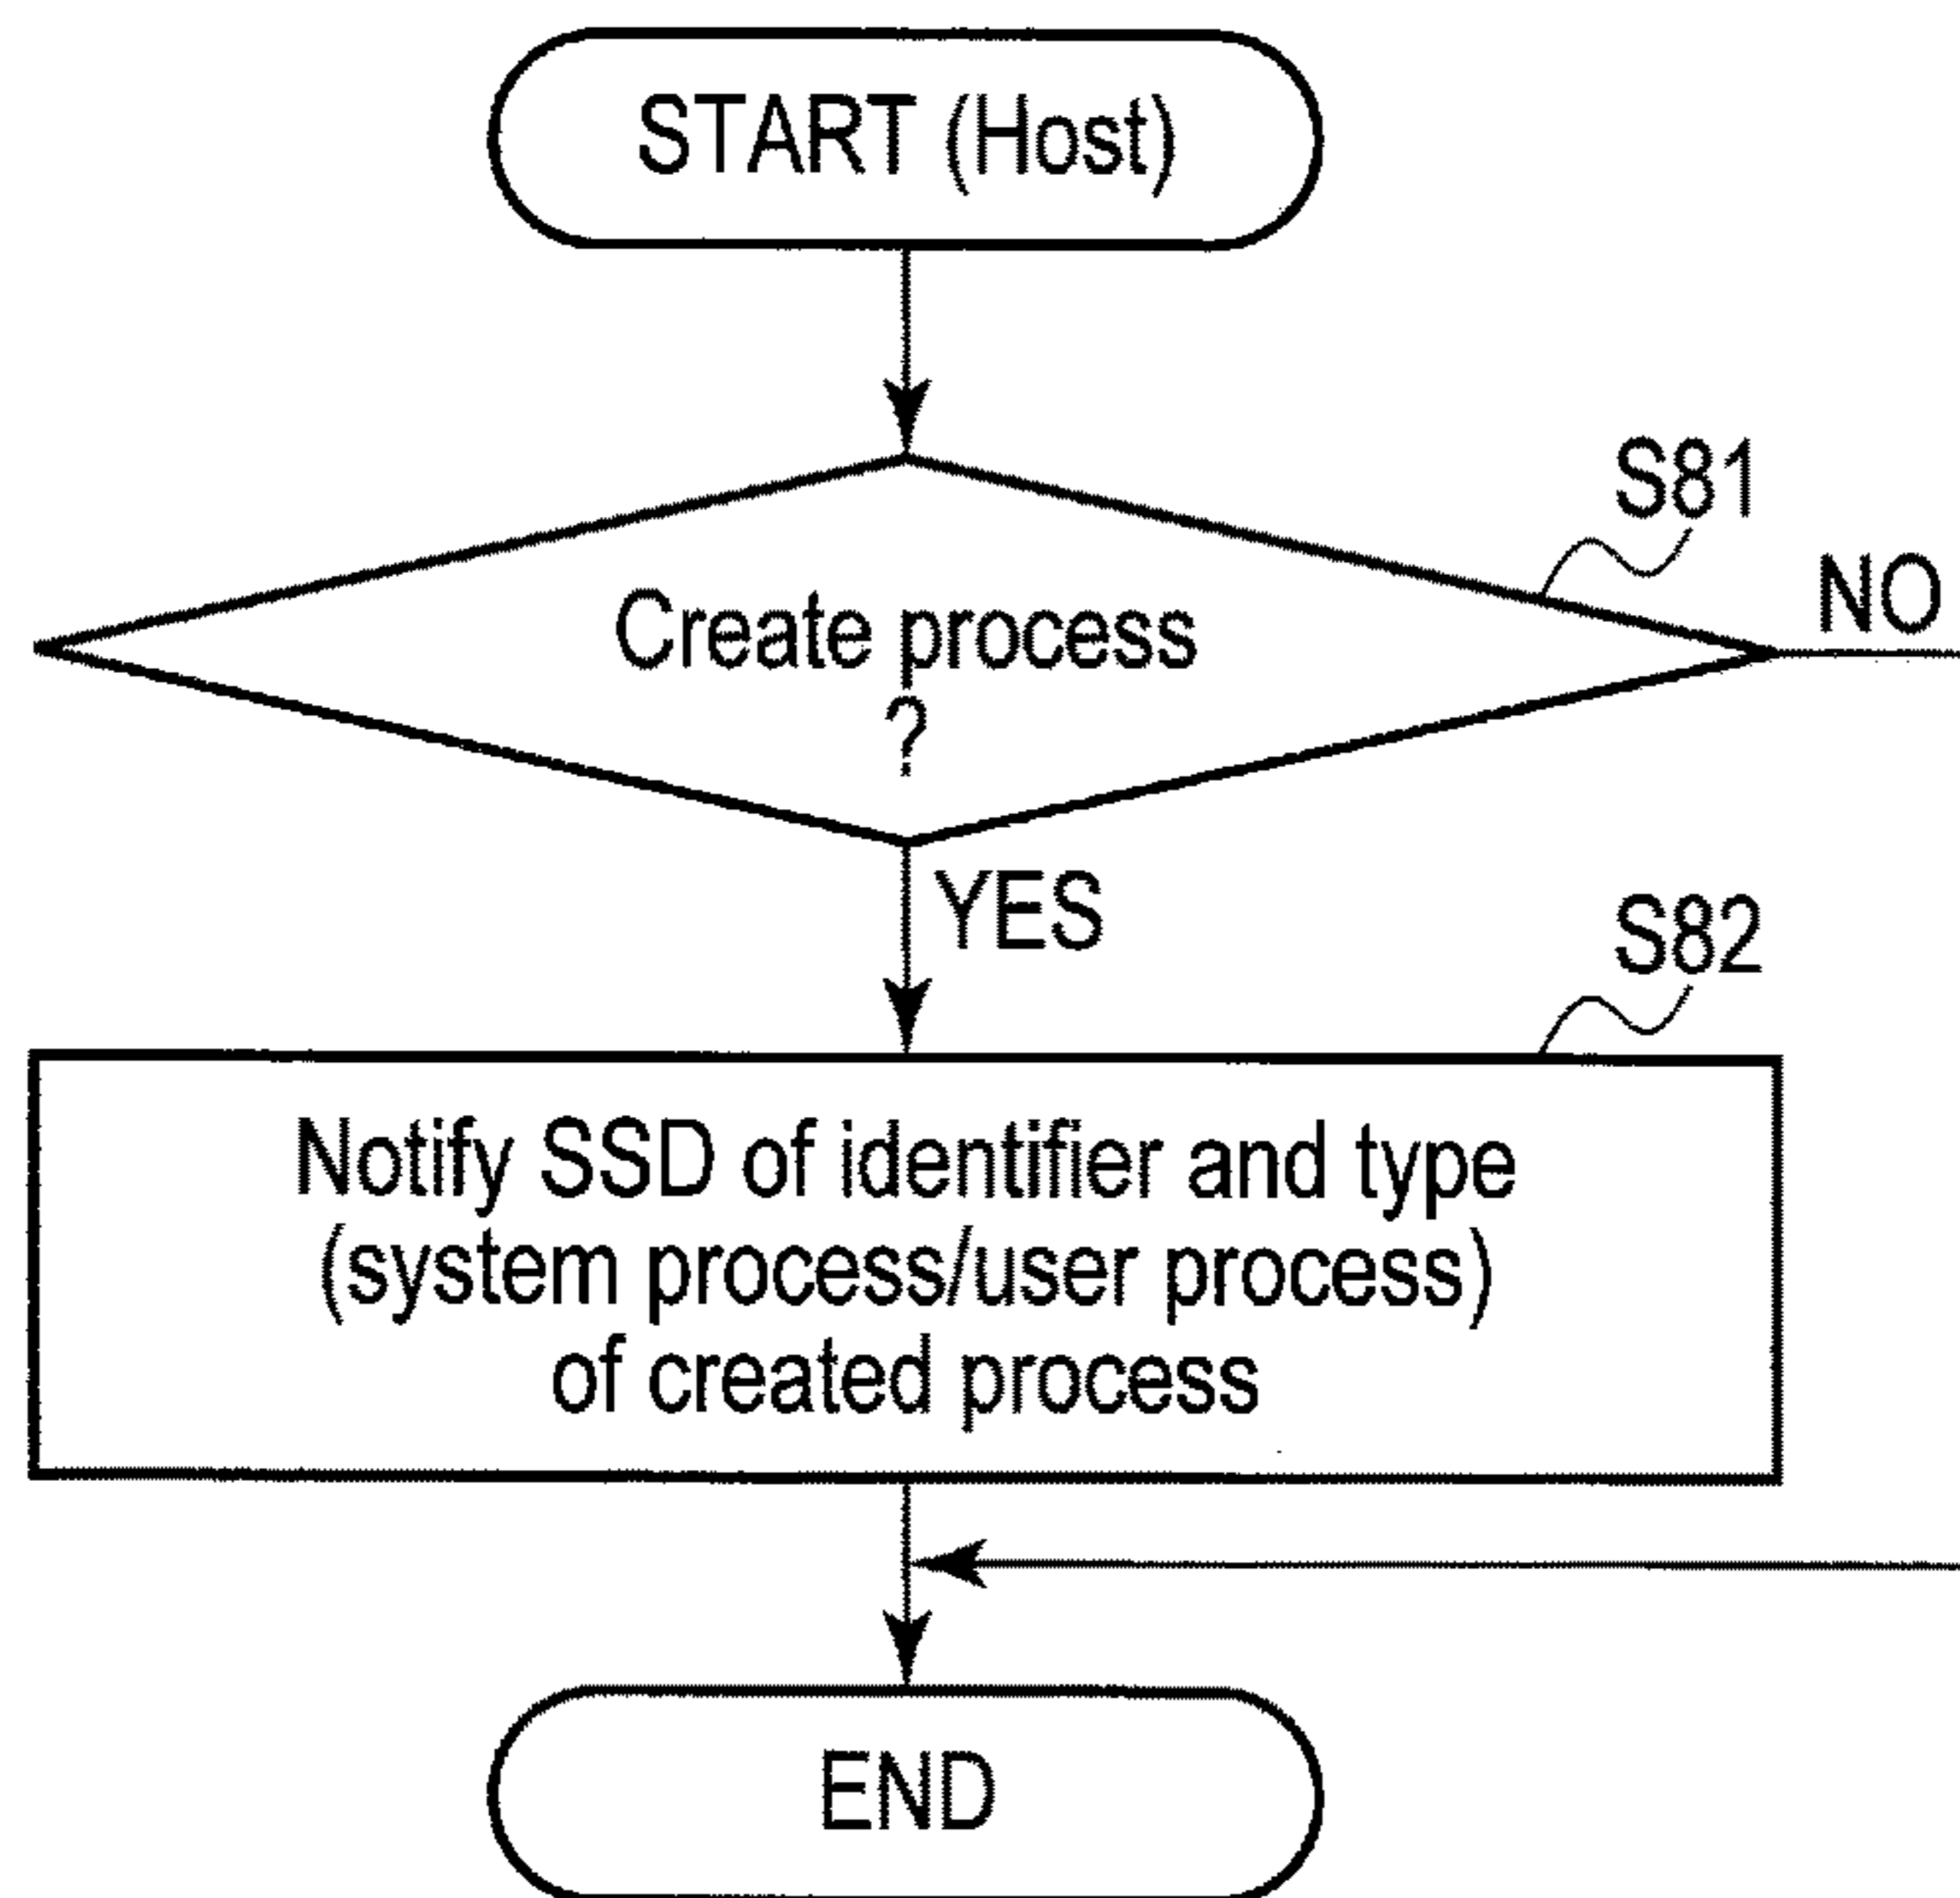 START (Host)
S81
NO
Create process
?
YES
S82
Notify SSD of identifier and type
(system process/user process)
of created process
END